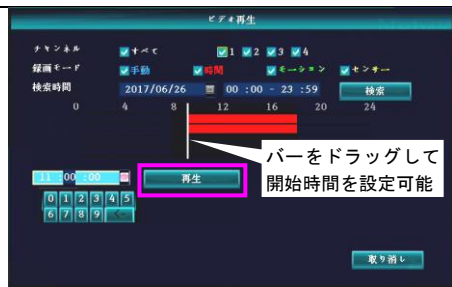 ビデオ再生
チャンネル すべて 1 2 3 4
録画モード 手動 時間 モーション センサー
検索時間 2017/06/26 00 :00 - 23 :59 検索
0 4 8 12 16 20 24
バーをドラッグして
開始時間を設定可能
11 :00 :00 再生
0 1 2 3 4 5
6 7 8 9 <-
取り消し